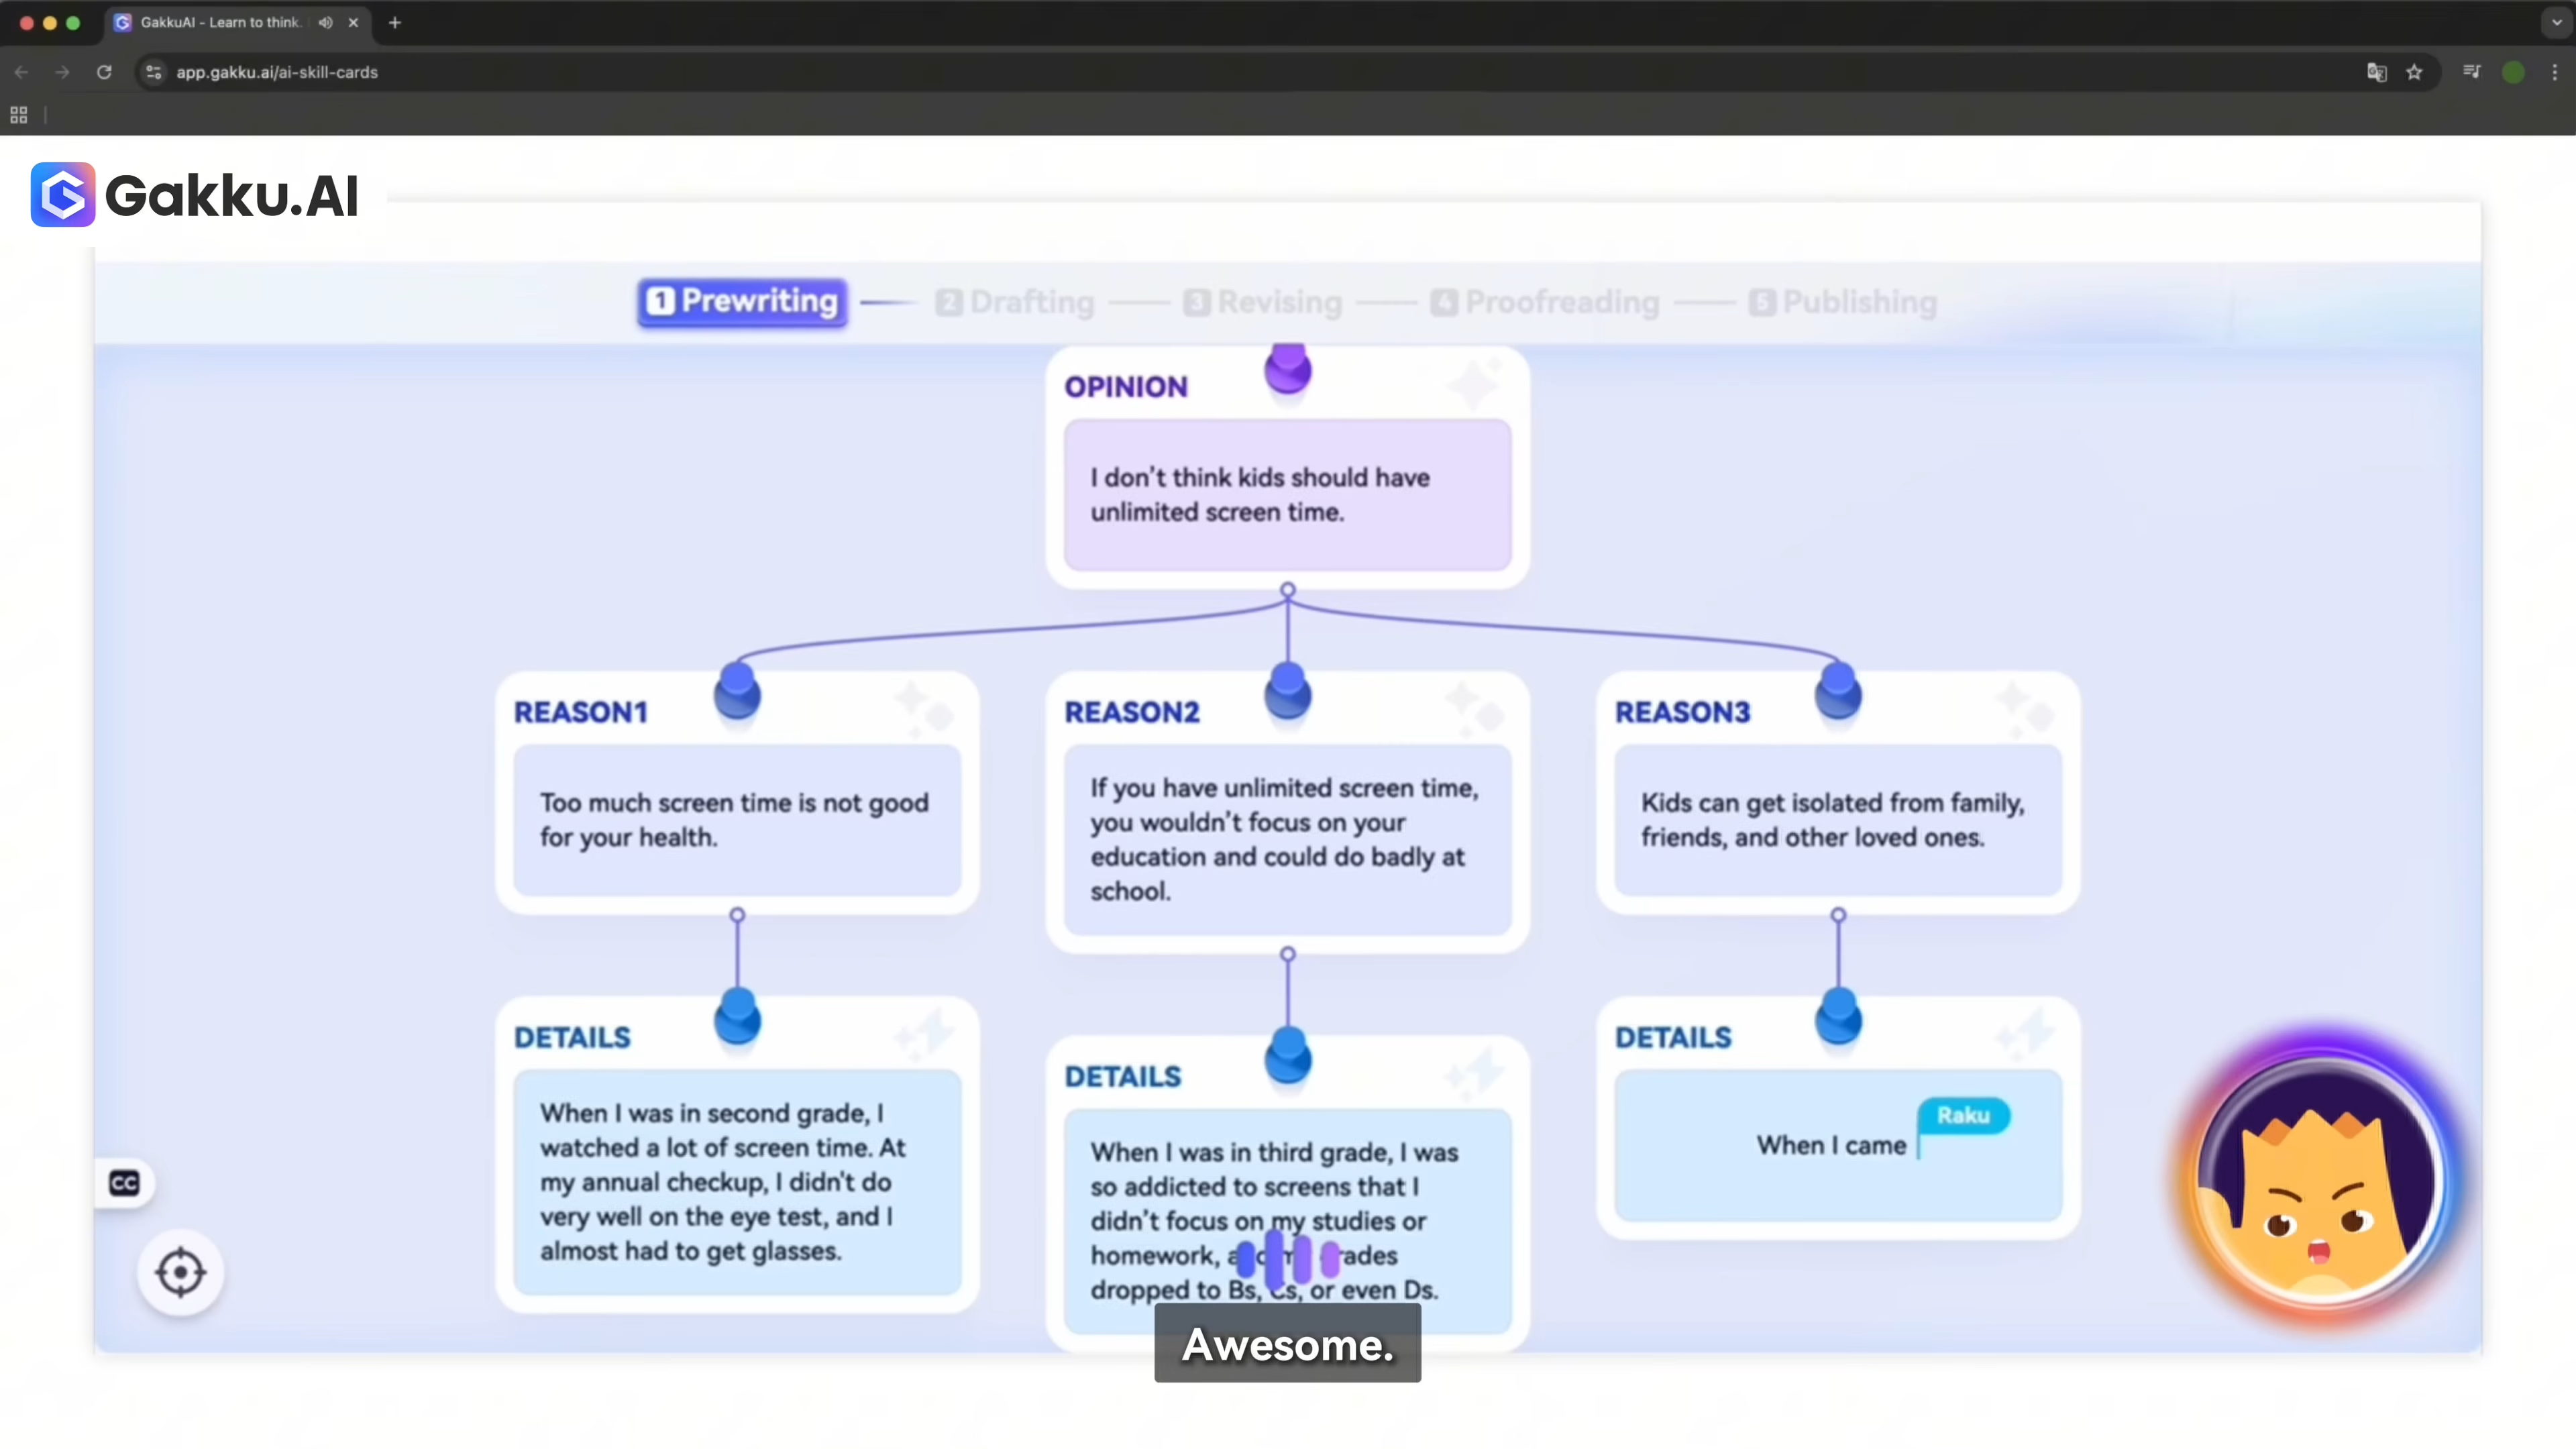 GakkuAI - Learn to think.
app.gakku.ai/ai-skill-cards
Gakku.AI
1 Prewriting
2 Drafting
3 Revising
4 Proofreading
5 Publishing
OPINION
I don't think kids should have
unlimited screen time.
REASON1
Too much screen time is not good
for your health.
REASON2
If you have unlimited screen time,
you wouldn't focus on your
education and could do badly at
school.
REASON3
Kids can get isolated from family,
friends, and other loved ones.
DETAILS
When I was in second grade, I
watched a lot of screen time. At
my annual checkup, I didn't do
very well on the eye test, and I
almost had to get glasses.
DETAILS
When I was in third grade, I was
so addicted to screens that I
didn't focus on my studies or
homework,
dropped to Bs, Cs, or even Ds.
DETAILS
When I came
Raku
CC
Awesome.